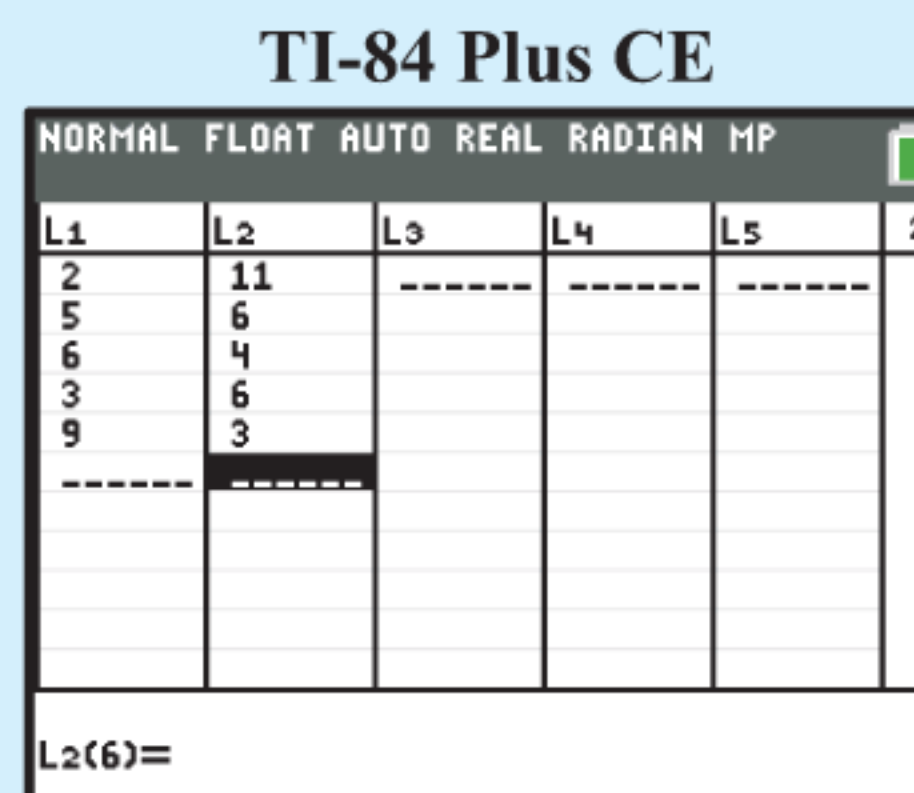 TI-84 Plus CE
NORMAL FLOAT AUTO REAL RADIAN MP
L1 L2 L3 L4 L5
2 11 ------ ------ ------
5 6
6 4
3 6
9 3
------ ------
L2(6)=